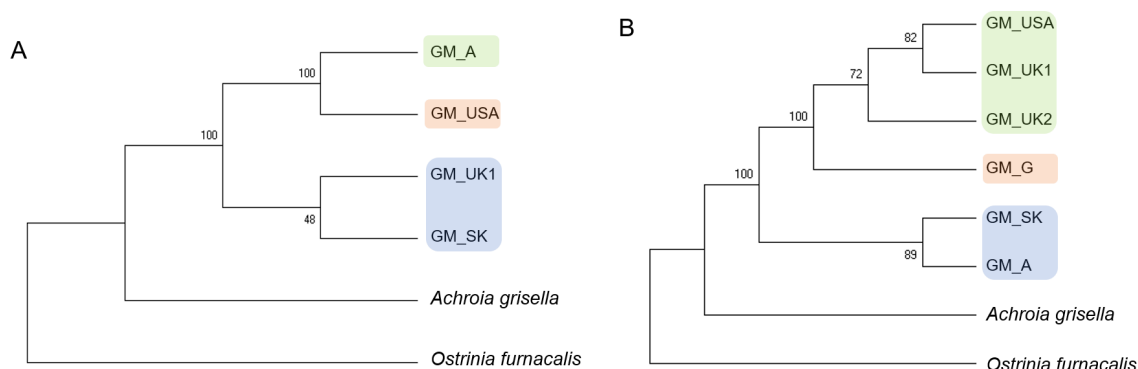 A
100
GM_A
GM_USA
100
GM_UK1
48
GM_SK
Achroia grisella
Ostrinia furnacalis
B
82
GM_USA
72
GM_UK1
100
GM_UK2
100
GM_G
GM_SK
89
GM_A
Achroia grisella
Ostrinia furnacalis